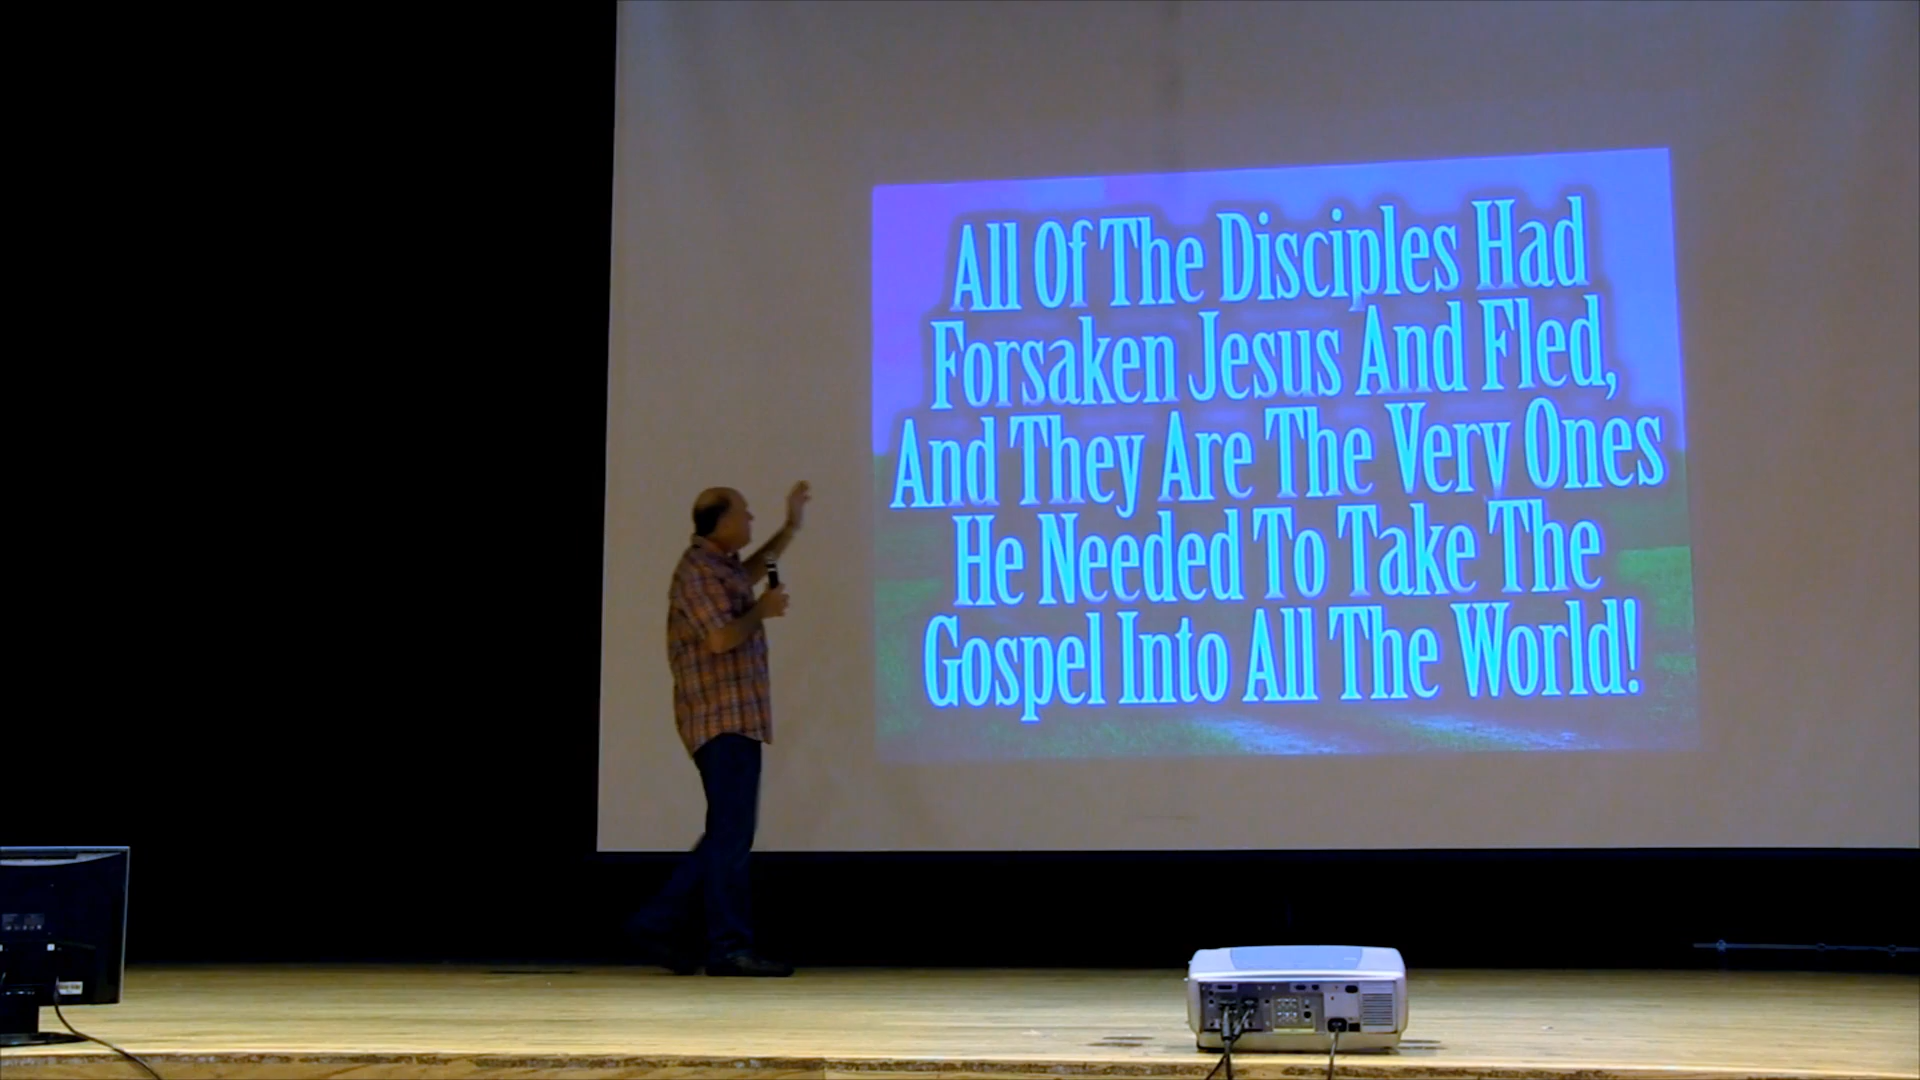 All Of The Disciples Had
Forsaken Jesus And Fled,
And They Are The Very Ones
He Needed To Take The
Gospel Into All The World!